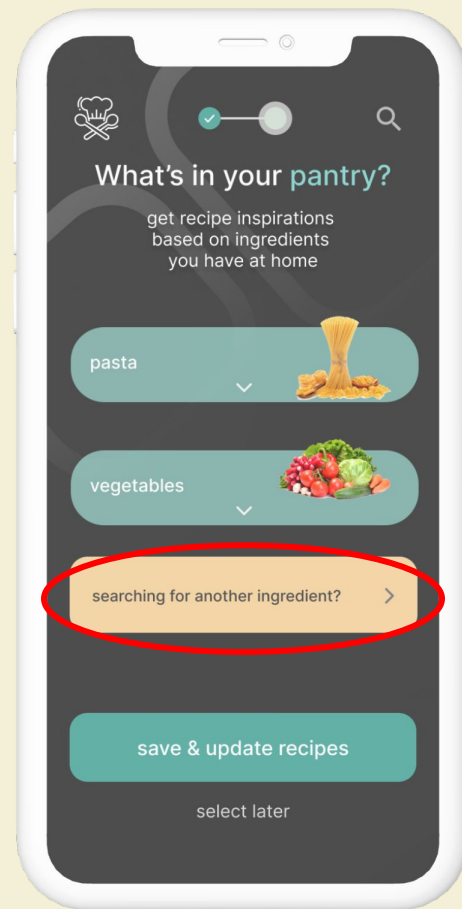 What's in your pantry?
get recipe inspirations
based on ingredients
you have at home
pasta
vegetables
searching for another ingredient?
save & update recipes
select later